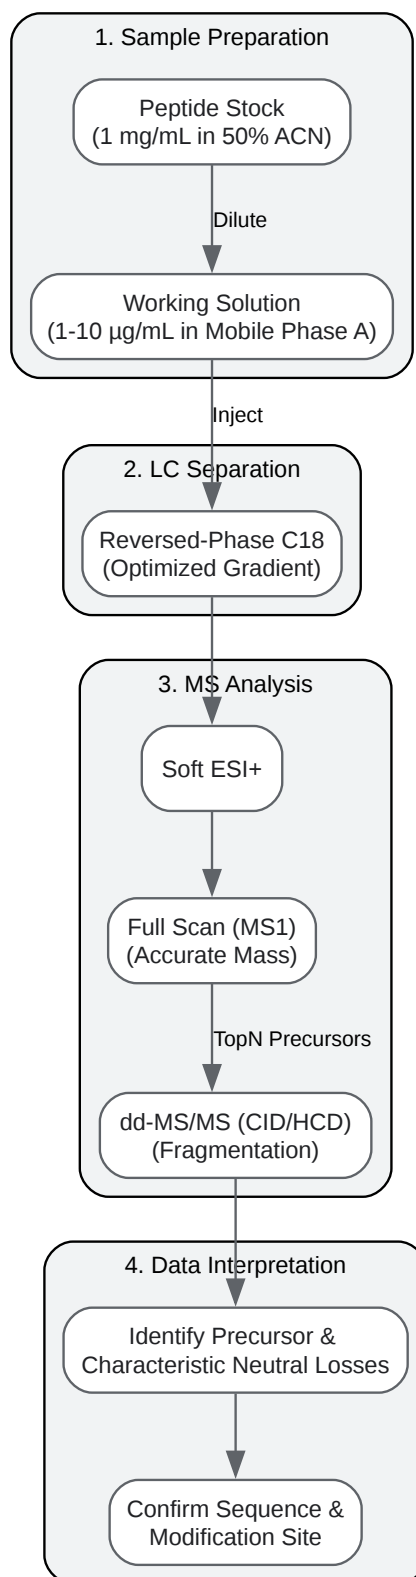 1. Sample Preparation
Peptide Stock
(1 mg/mL in 50% ACN)
Dilute
Working Solution
(1-10 µg/mL in Mobile Phase A)
Inject
2. LC Separation
Reversed-Phase C18
(Optimized Gradient)
3. MS Analysis
Soft ESI+
Full Scan (MS1)
(Accurate Mass)
TopN Precursors
dd-MS/MS (CID/HCD)
(Fragmentation)
4. Data Interpretation
Identify Precursor &
Characteristic Neutral Losses
Confirm Sequence &
Modification Site